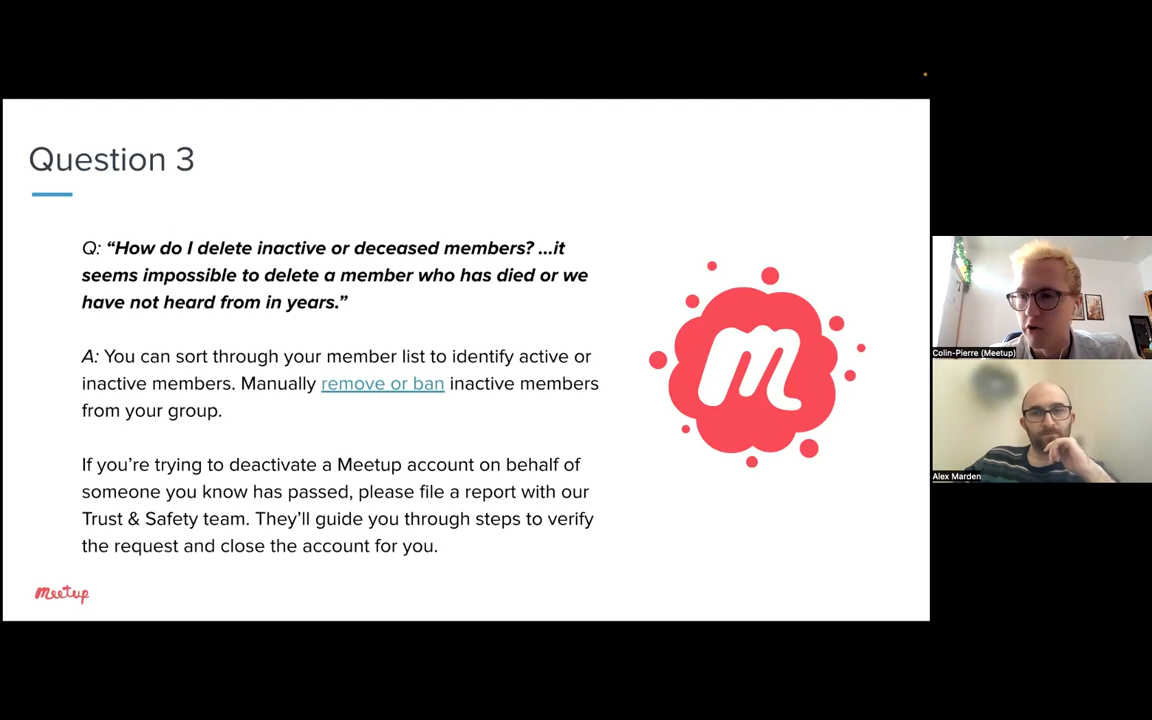 Question 3
Q: “How do I delete inactive or deceased members? ...it
seems impossible to delete a member who has died or we
have not heard from in years.”
A: You can sort through your member list to identify active or
inactive members. Manually remove or ban inactive members
from your group.
If you’re trying to deactivate a Meetup account on behalf of
someone you know has passed, please file a report with our
Trust & Safety team. They’ll guide you through steps to verify
the request and close the account for you.
meetup
m
Colin-Pierre (Meetup)
Alex Marden